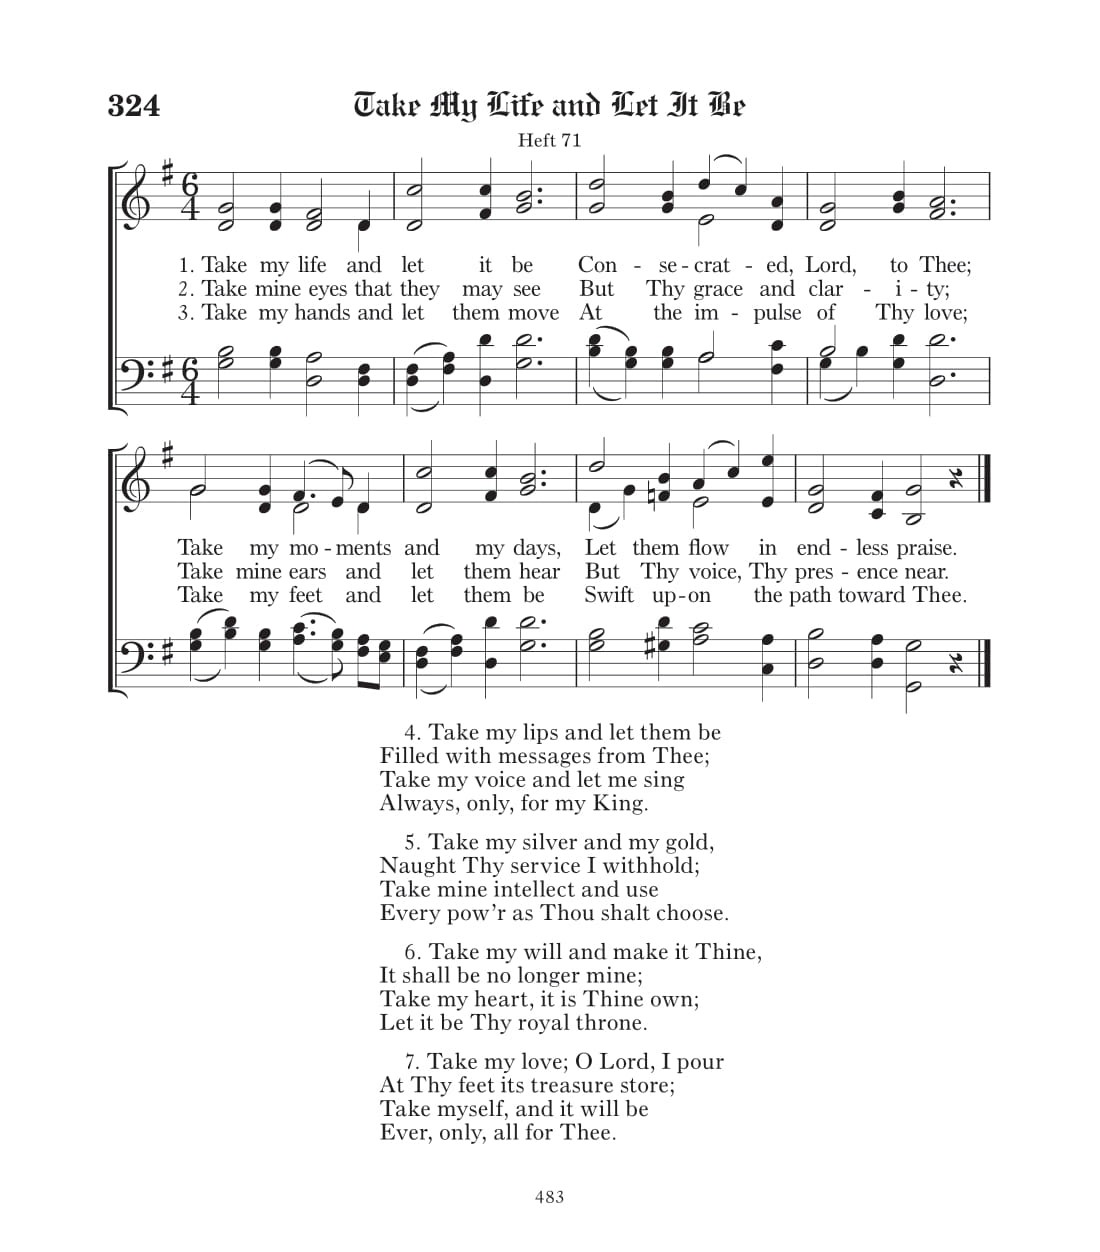 324 Take My Life and Let It Be
Heft 71
6 4
1. Take my life and let it be Con - se - crat - ed, Lord, to Thee;
2. Take mine eyes that they may see But Thy grace and clar - i - ty;
3. Take my hands and let them move At the im - pulse of Thy love;
6 4
Take my mo - ments and my days, Let them flow in end - less praise.
Take mine ears and let them hear But Thy voice, Thy pres - ence near.
Take my feet and let them be Swift up - on the path toward Thee.
4. Take my lips and let them be
Filled with messages from Thee;
Take my voice and let me sing
Always, only, for my King.
5. Take my silver and my gold,
Naught Thy service I withhold;
Take mine intellect and use
Every pow’r as Thou shalt choose.
6. Take my will and make it Thine,
It shall be no longer mine;
Take my heart, it is Thine own;
Let it be Thy royal throne.
7. Take my love; O Lord, I pour
At Thy feet its treasure store;
Take myself, and it will be
Ever, only, all for Thee.
483